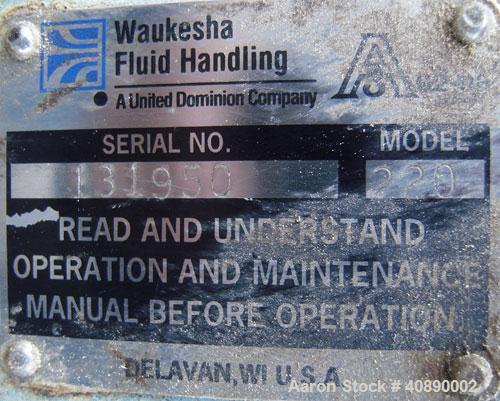 Waukesha
Fluid Handling
A United Dominion Company
SERIAL NO. MODEL
131950 220
READ AND UNDERSTAND
OPERATION AND MAINTENANCE
MANUAL BEFORE OPERATION
DELAVAN, WI U.S.A
Aaron Stock # 40890002